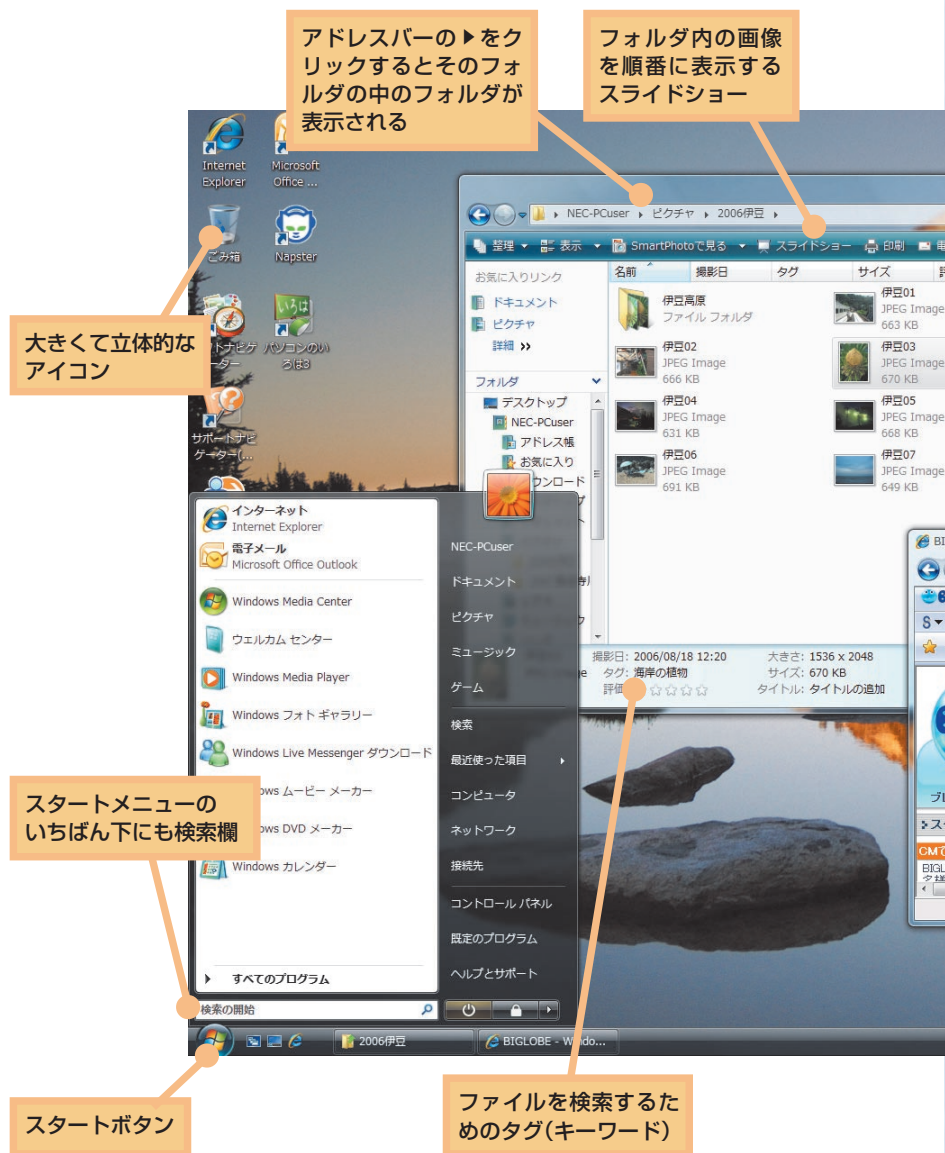 アドレスバーの▶をク
リックするとそのフォ
ルダの中のフォルダが
表示される
フォルダ内の画像
を順番に表示する
スライドショー
Internet
Explorer
Microsoft
Office ...
ごみ箱
Napster
大きくて立体的な
アイコン
パソコンのい
ろは3
サポートナビ
ゲーター(...
NEC-PCuser ▸ ピクチャ ▸ 2006伊豆 ▸
整理 ▼ 表示 ▼ SmartPhotoで見る ▼ スライドショー 印刷
お気に入りリンク
ドキュメント
ピクチャ
詳細 >>
フォルダ
デスクトップ
NEC-PCuser
アドレス帳
お気に入り
ウンロード
名前 撮影日 タグ サイズ
伊豆高原
ファイル フォルダ
伊豆01
JPEG Image
663 KB
伊豆02
JPEG Image
666 KB
伊豆03
JPEG Image
670 KB
伊豆04
JPEG Image
631 KB
伊豆05
JPEG Image
668 KB
伊豆06
JPEG Image
691 KB
伊豆07
JPEG Image
649 KB
撮影日: 2006/08/18 12:20
大きさ: 1536 x 2048
タグ: 海岸の植物
サイズ: 670 KB
評価: ☆☆☆☆
タイトル: タイトルの追加
インターネット
Internet Explorer
電子メール
Microsoft Office Outlook
Windows Media Center
ウェルカム センター
Windows Media Player
Windows フォト ギャラリー
Windows Live Messenger ダウンロード
ows ムービー メーカー
ows DVD メーカー
Windows カレンダー
▶ すべてのプログラム
検索の開始
NEC-PCuser
ドキュメント
ピクチャ
ミュージック
ゲーム
検索
最近使った項目 ▸
コンピュータ
ネットワーク
接続先
コントロール パネル
既定のプログラム
ヘルプとサポート
スタートメニューの
いちばん下にも検索欄
2006伊豆
BIGLOBE - Windo...
スタートボタン
ファイルを検索するた
めのタグ(キーワード)